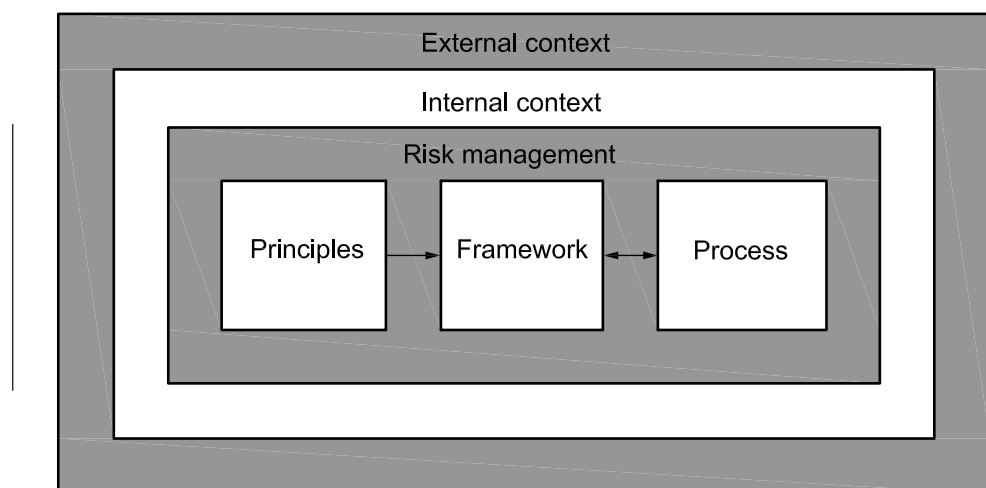 External context
Internal context
Risk management
Principles
Framework
Process